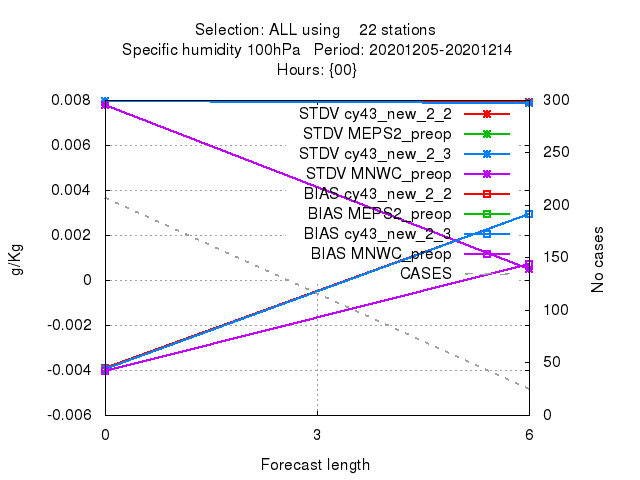 Selection: ALL using 22 stations
Specific humidity 100hPa Period: 20201205-20201214
Hours: {00}
0.008
0.006
0.004
0.002
0
-0.002
-0.004
-0.006
g/Kg
300
250
200
150
100
50
0
No cases
STDV cy43_new_2_2
STDV MEPS2_preop
STDV cy43_new_2_3
STDV MNWC_preop
BIAS cy43_new_2_2
BIAS MEPS2_preop
BIAS cy43_new_2_3
BIAS MNWC_preop
CASES
0 3 6
Forecast length